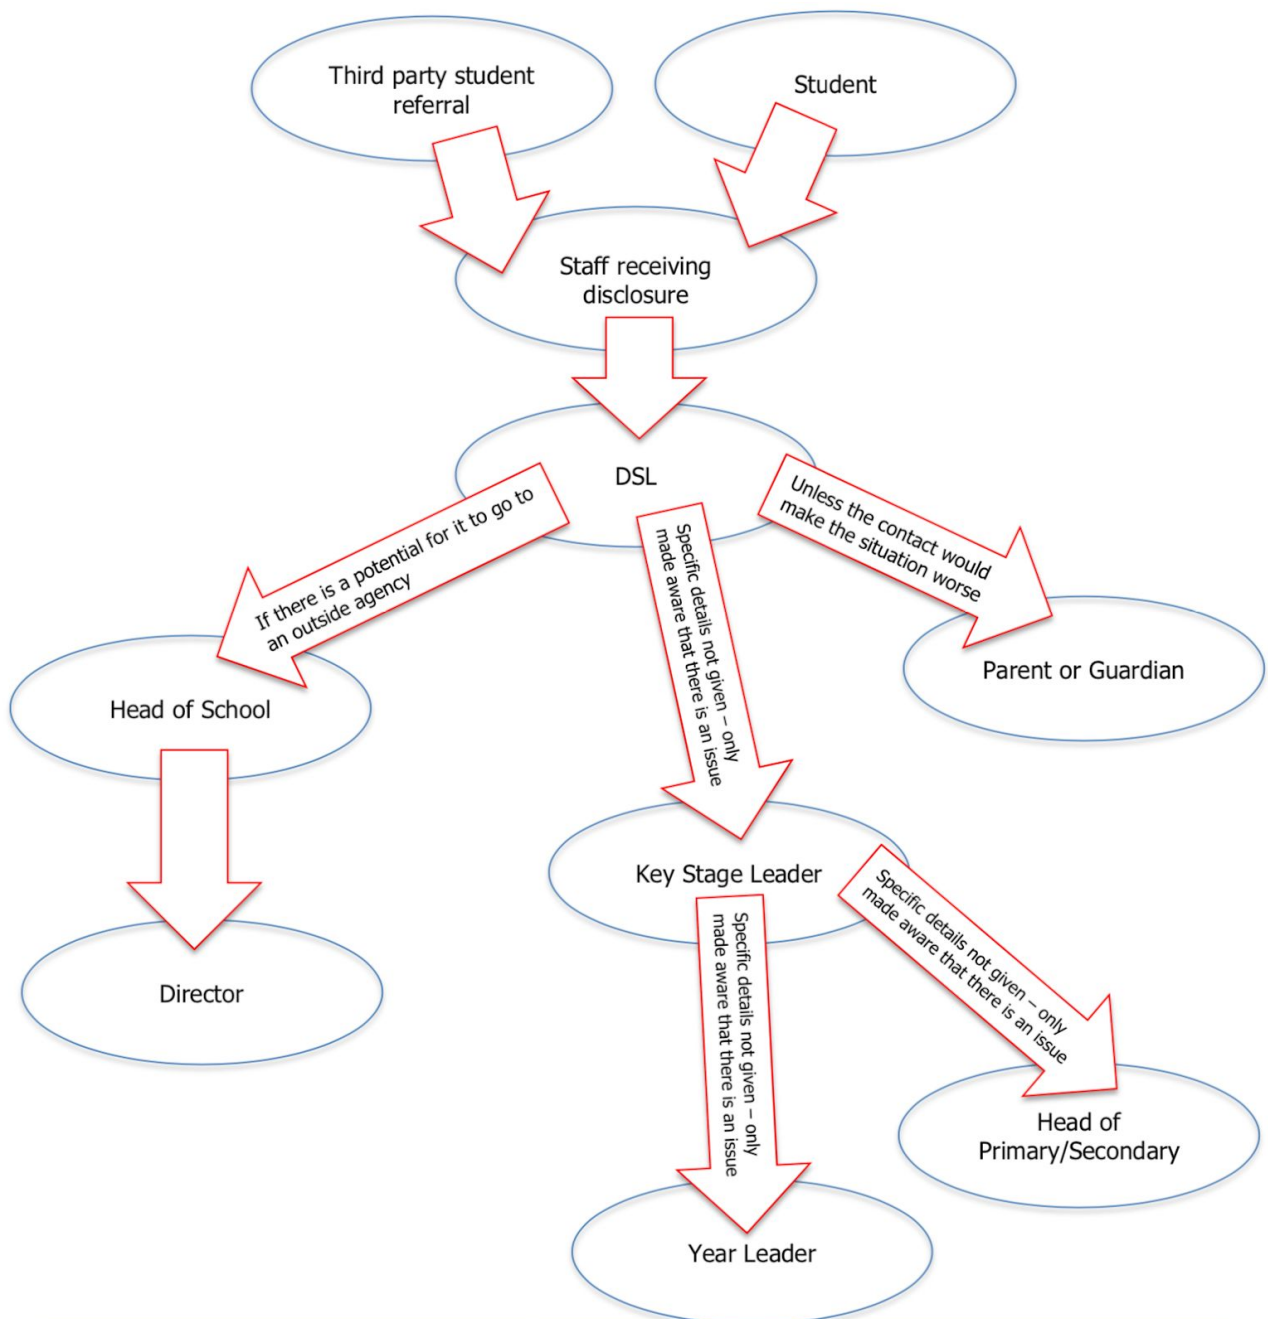 Third party student
referral
Student
Staff receiving
disclosure
DSL
If there is a potential for it to go to
an outside agency
Specific details not given – only
made aware that there is an issue
Unless the contact would
make the situation worse
Head of School
Parent or Guardian
Key Stage Leader
Specific details not given – only
made aware that there is an issue
Specific details not given – only
made aware that there is an issue
Director
Head of
Primary/Secondary
Year Leader